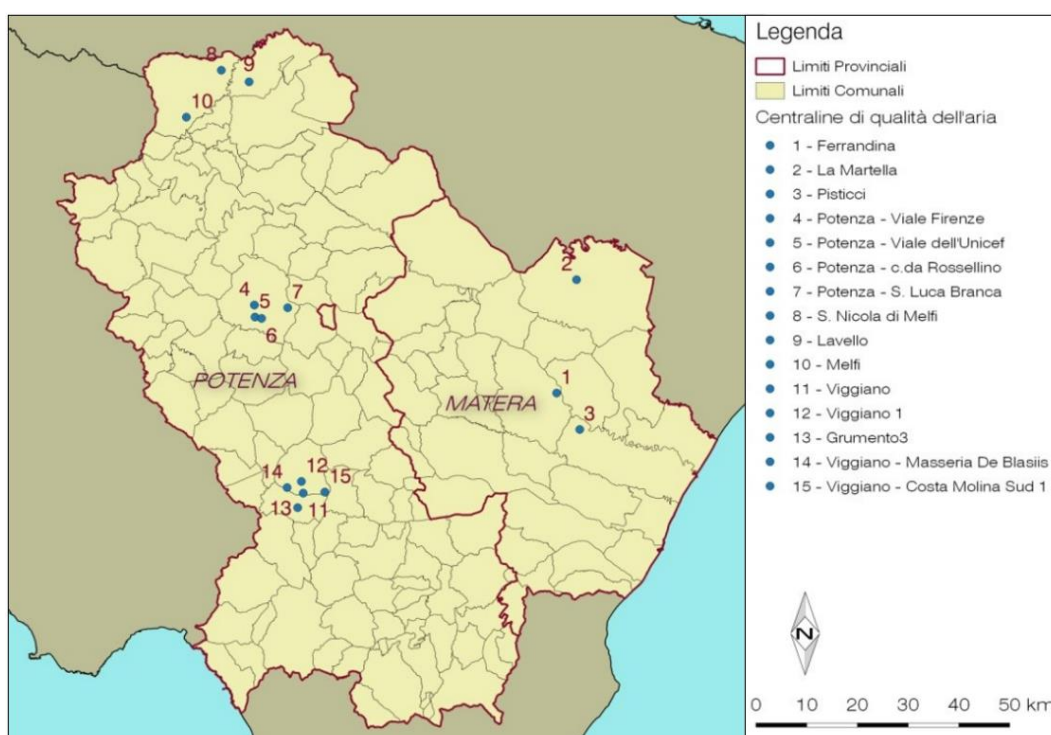 8
9
10
4
5
7
6
2
POTENZA
MATERA
1
3
12
14
15
13
11
Legenda
Limiti Provinciali
Limiti Comunali
Centraline di qualità dell'aria
1 - Ferrandina
2 - La Martella
3 - Pisticci
4 - Potenza - Viale Firenze
5 - Potenza - Viale dell'Unicef
6 - Potenza - c.da Rossellino
7 - Potenza - S. Luca Branca
8 - S. Nicola di Melfi
9 - Lavello
10 - Melfi
11 - Viggiano
12 - Viggiano 1
13 - Grumento3
14 - Viggiano - Masseria De Blasiis
15 - Viggiano - Costa Molina Sud 1
N
0 10 20 30 40 50 km